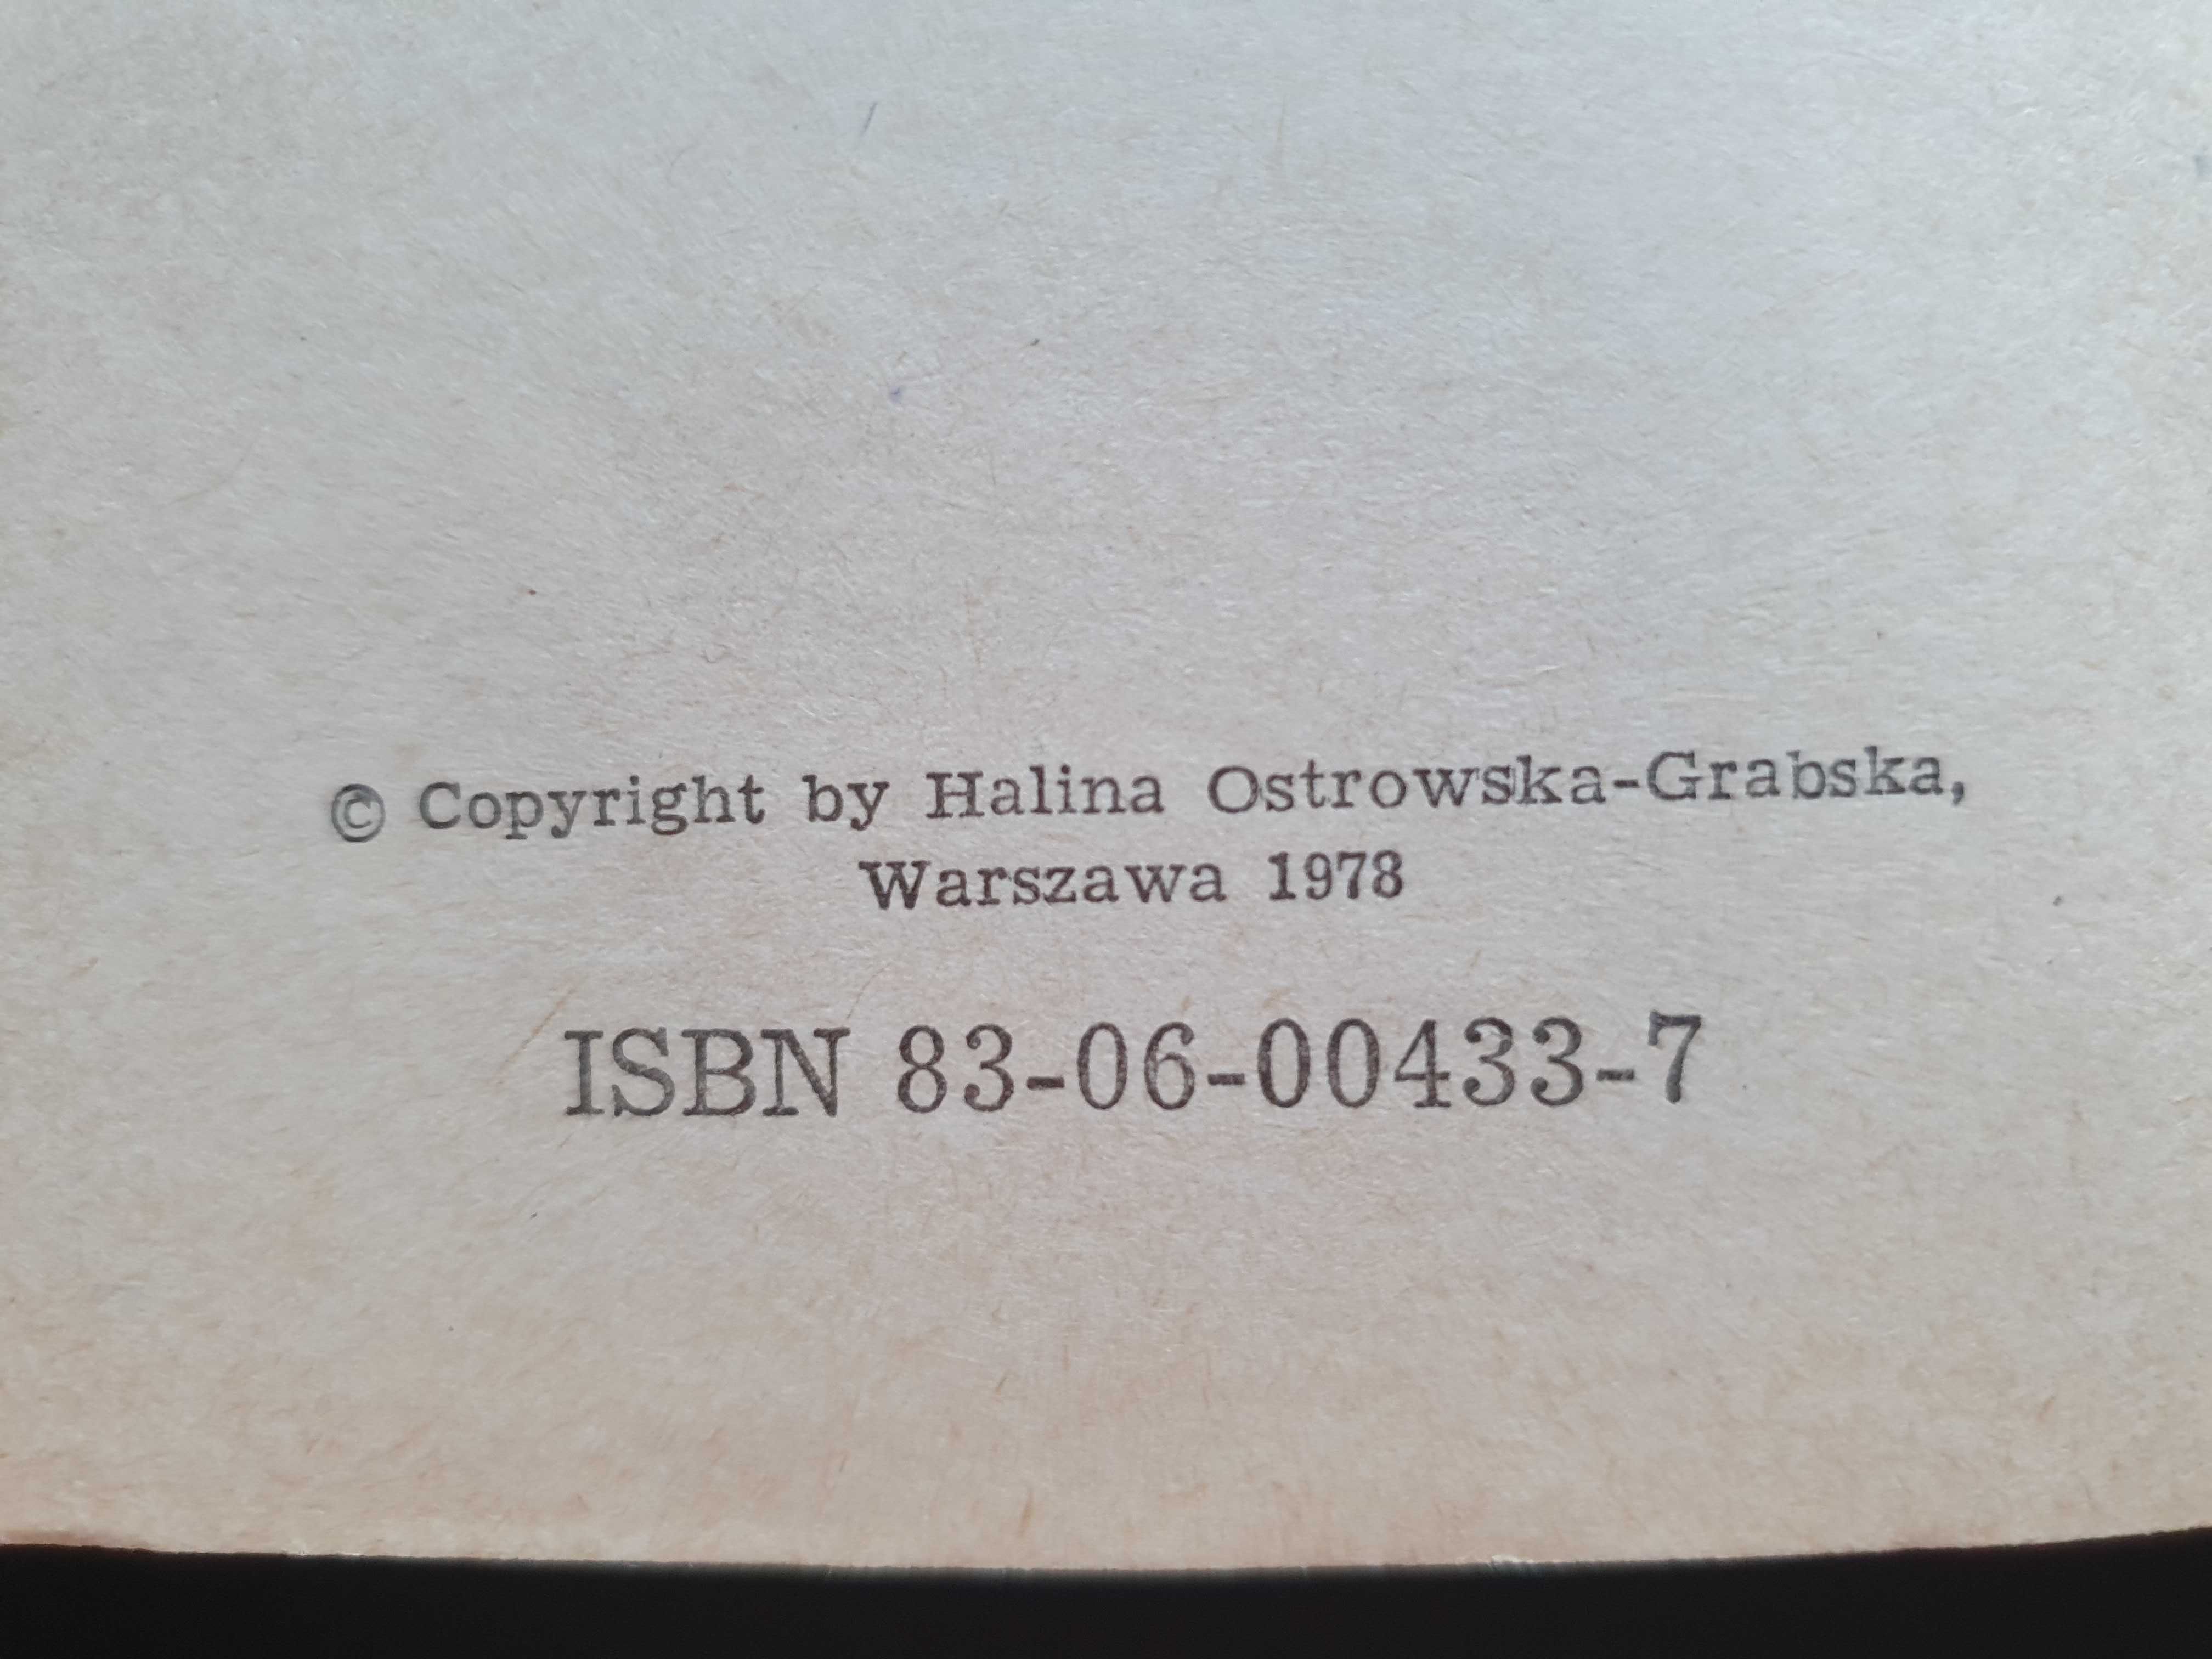 © Copyright by Halina Ostrowska-Grabska,
Warszawa 1978
ISBN 83-06-00433-7